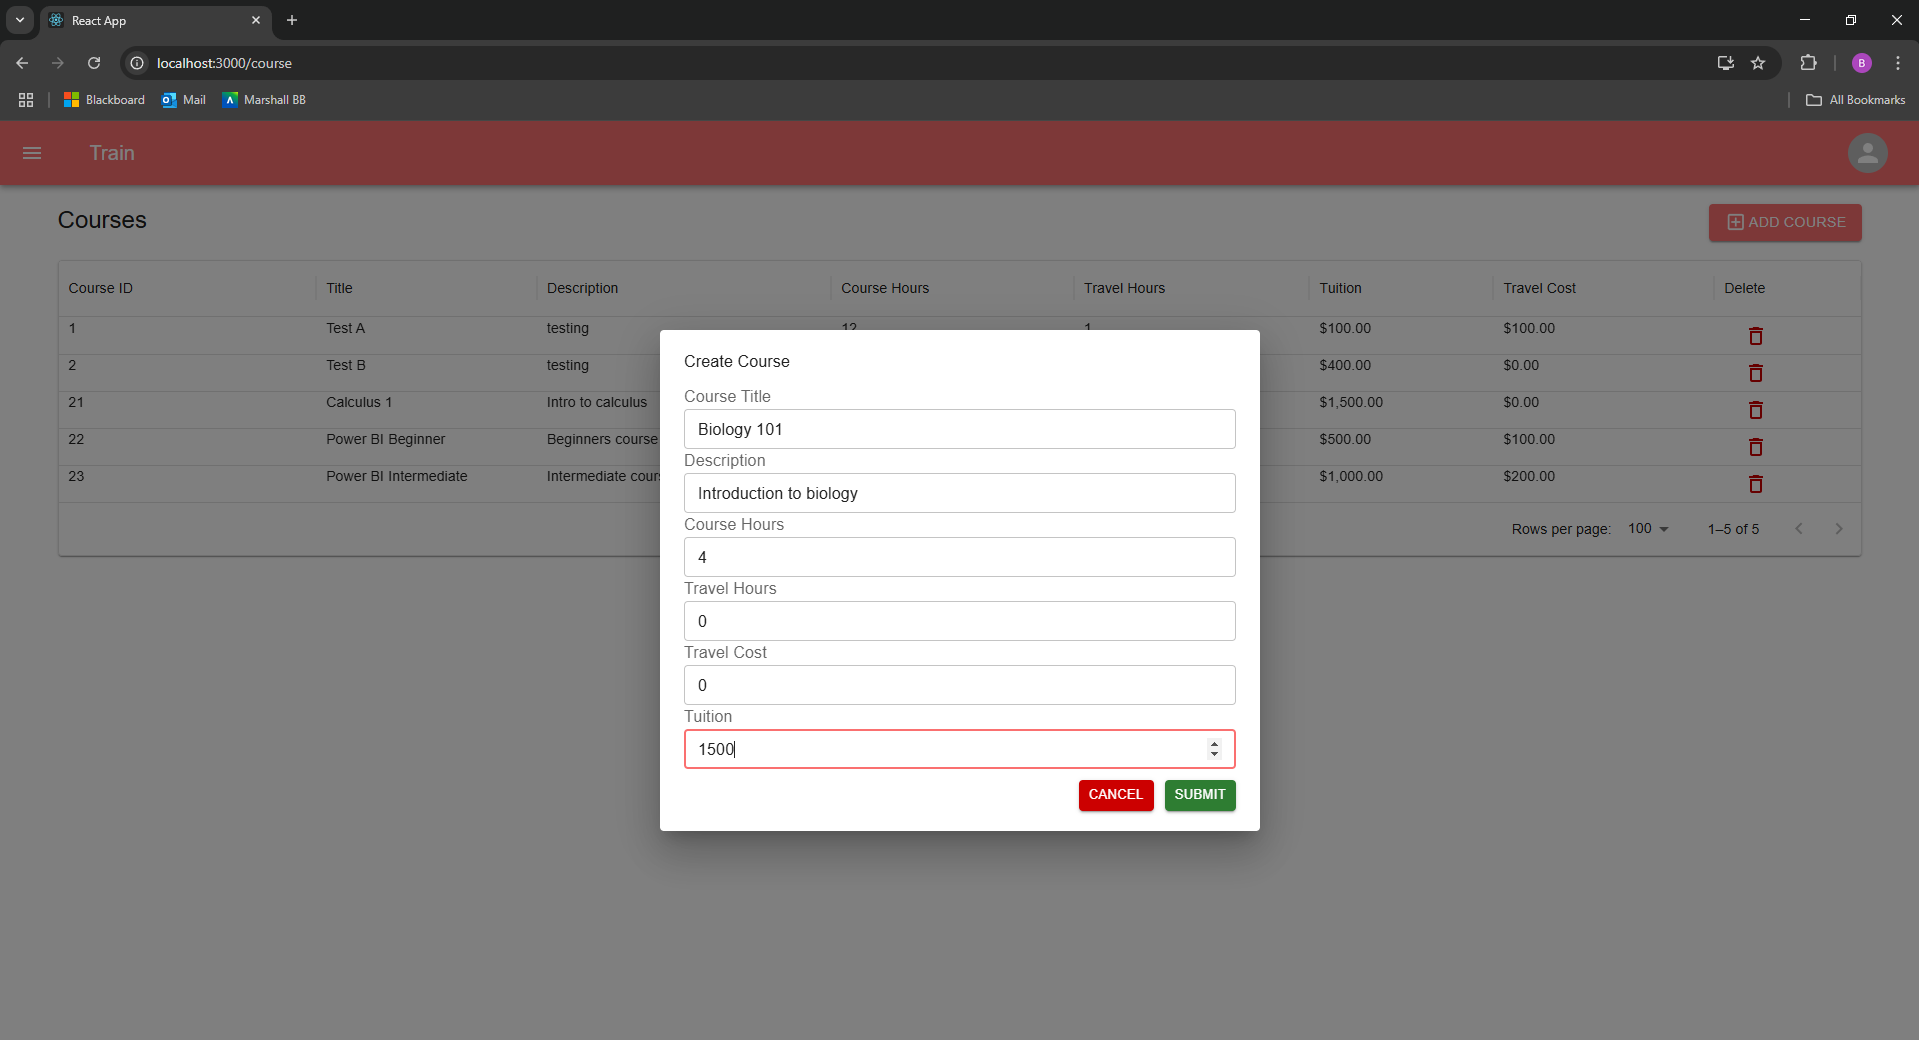 React App
localhost:3000/course
Blackboard Mail Marshall BB All Bookmarks
Train
Courses
ADD COURSE
Course ID Title Description Course Hours Travel Hours Tuition Travel Cost Delete
1 Test A testing 12 1 $100.00 $100.00
2 Test B testing $400.00 $0.00
21 Calculus 1 Intro to calculus $1,500.00 $0.00
22 Power BI Beginner Beginners course $500.00 $100.00
23 Power BI Intermediate Intermediate $1,000.00 $200.00
Rows per page: 100 1–5 of 5
Create Course
Course Title
Biology 101
Description
Introduction to biology
Course Hours
4
Travel Hours
0
Travel Cost
0
Tuition
1500
CANCEL SUBMIT
B